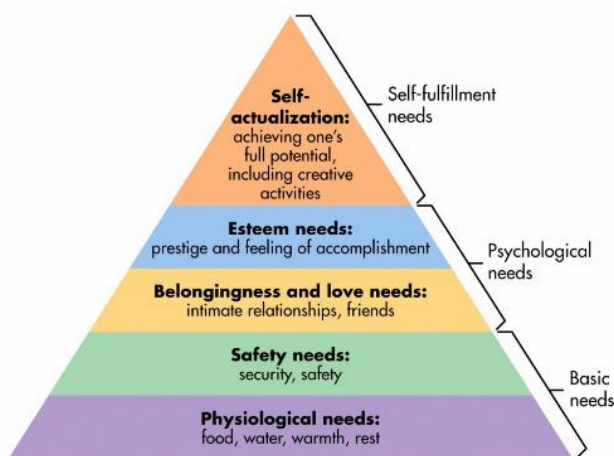 Self-
actualization:
achieving one's
full potential,
including creative
activities
Self-fulfillment
needs
Esteem needs:
prestige and feeling of accomplishment
Belongingness and love needs:
intimate relationships, friends
Psychological
needs
Safety needs:
security, safety
Physiological needs:
food, water, warmth, rest
Basic
needs